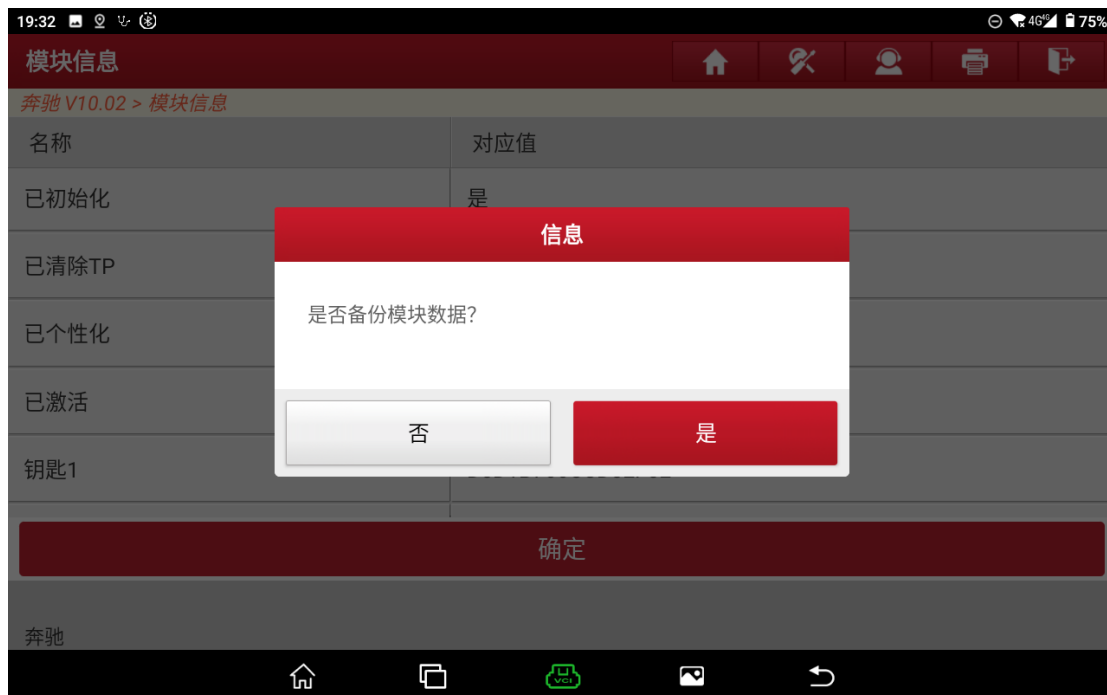 19:32
4G 4G 75%
模块信息
奔驰 V10.02 > 模块信息
名称 对应值
已初始化 是
已清除TP
已个性化
已激活
钥匙1
信息
是否备份模块数据?
否 是
确定
奔驰
VCI